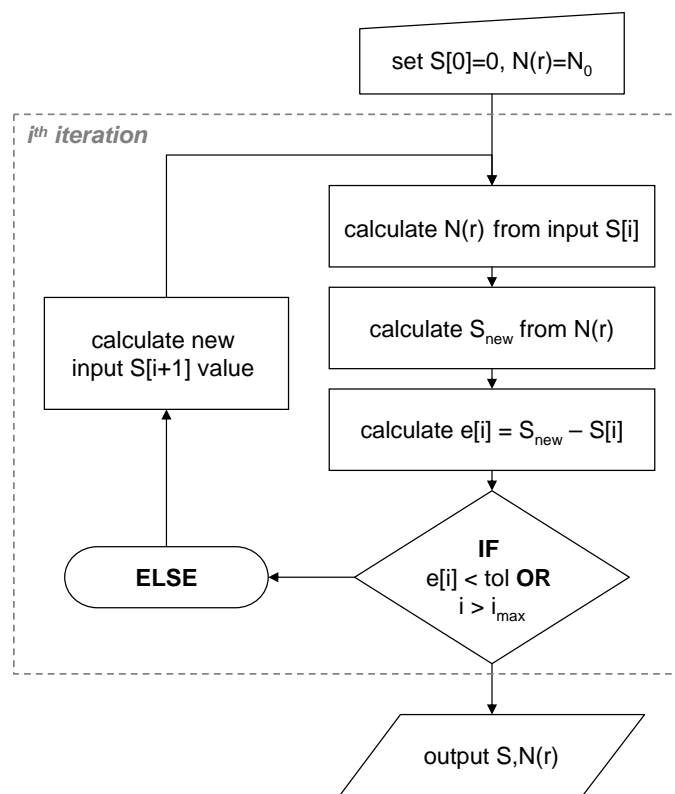 set S[0]=0, N(r)=N₀
iᵗʰ iteration
calculate N(r) from input S[i]
calculate new
input S[i+1] value
calculate Sₙₑw from N(r)
calculate e[i] = Sₙₑw – S[i]
IF
e[i] < tol OR
i > iₘₐₓ
ELSE
output S,N(r)